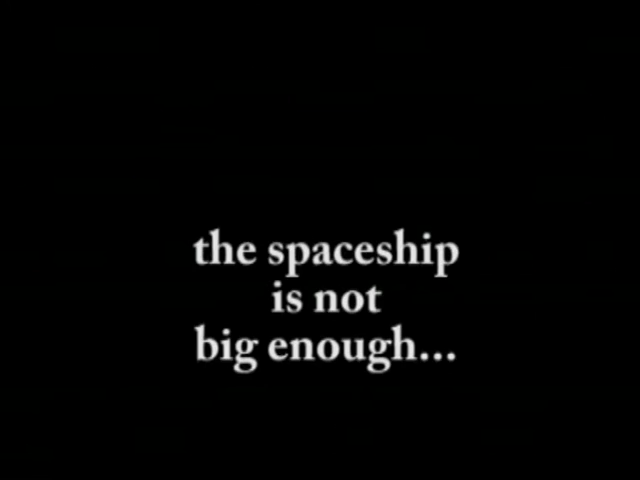 the spaceship
is not
big enough...